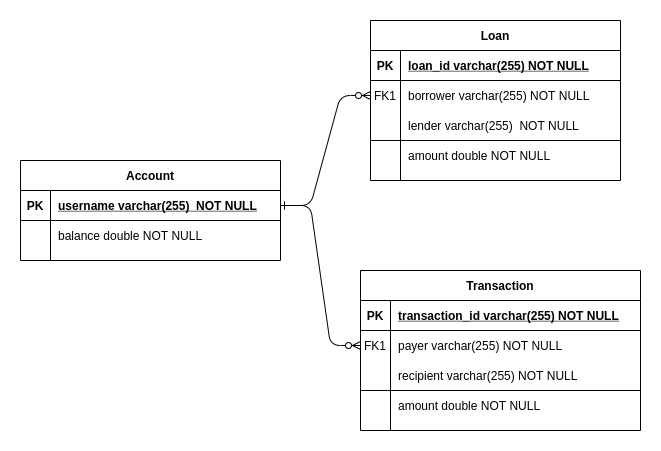 Loan
PK loan_id varchar(255) NOT NULL
FK1 borrower varchar(255) NOT NULL
lender varchar(255)  NOT NULL
amount double NOT NULL
Account
PK username varchar(255)  NOT NULL
balance double NOT NULL
Transaction
PK transaction_id varchar(255) NOT NULL
FK1 payer varchar(255) NOT NULL
recipient varchar(255) NOT NULL
amount double NOT NULL